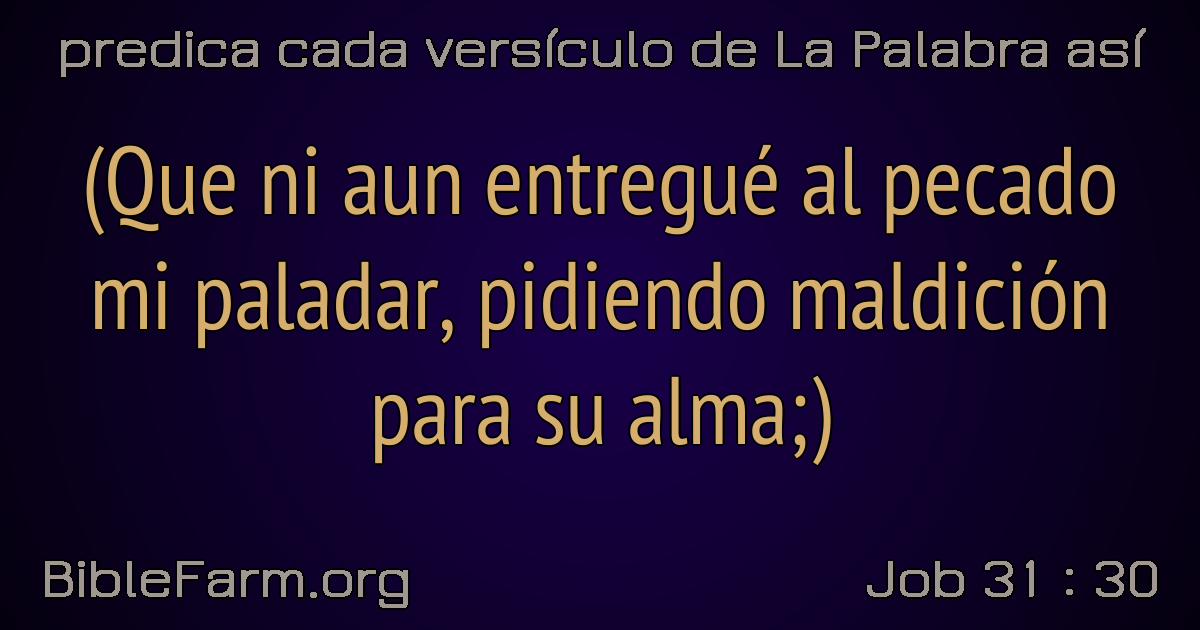 predica cada versículo de La Palabra así
(Que ni aun entregué al pecado
mi paladar, pidiendo maldición
para su alma;)
BibleFarm.org
Job 31 : 30